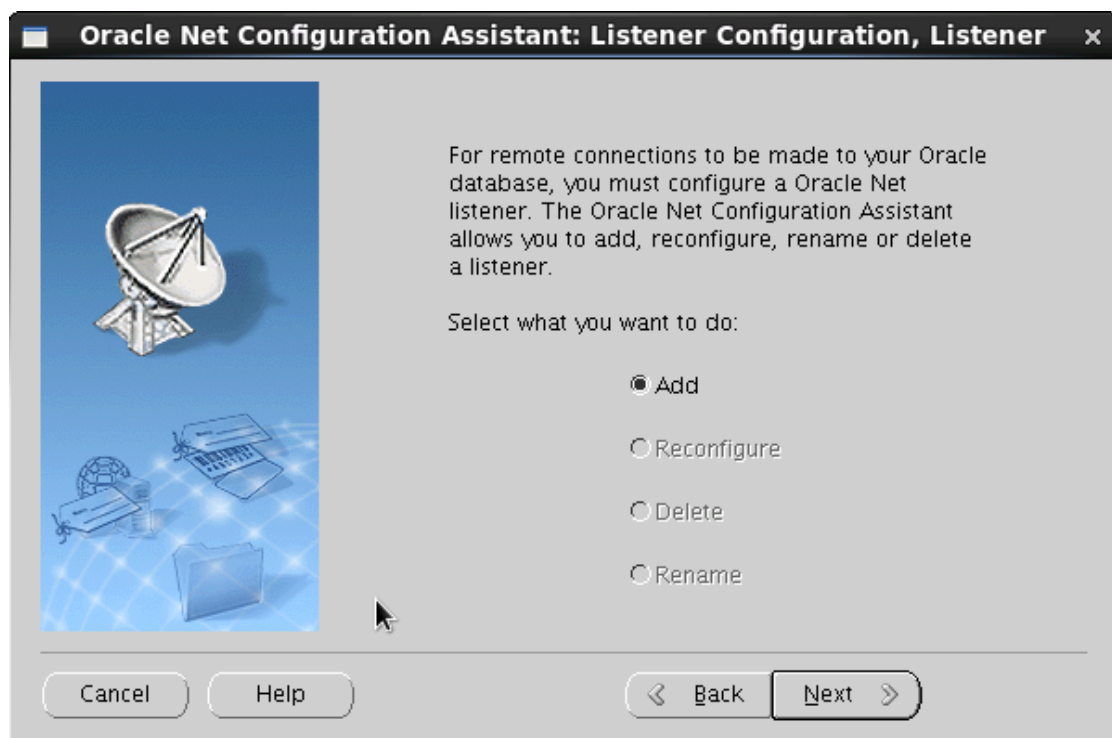 Oracle Net Configuration Assistant: Listener Configuration, Listener
For remote connections to be made to your Oracle
database, you must configure a Oracle Net
listener. The Oracle Net Configuration Assistant
allows you to add, reconfigure, rename or delete
a listener.
Select what you want to do:
Add
Reconfigure
Delete
Rename
Cancel Help Back Next